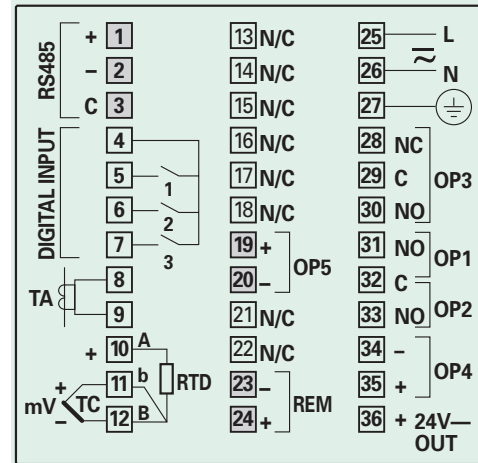 RS485
+ 1
− 2
C 3
DIGITAL INPUT
4
5
1
6
2
7
3
TA
8
9
+ 10 A
mV + TC 11 b RTD
− 12 B
13 N/C
14 N/C
15 N/C
16 N/C
17 N/C
18 N/C
19 +
20 −
OP5
21 N/C
22 N/C
23 −
24 +
REM
25 L
26 N
27
28 NC
29 C
30 NO
OP3
31 NO
OP1
32 C
33 NO
OP2
34 −
35 +
OP4
36 + 24V—
OUT